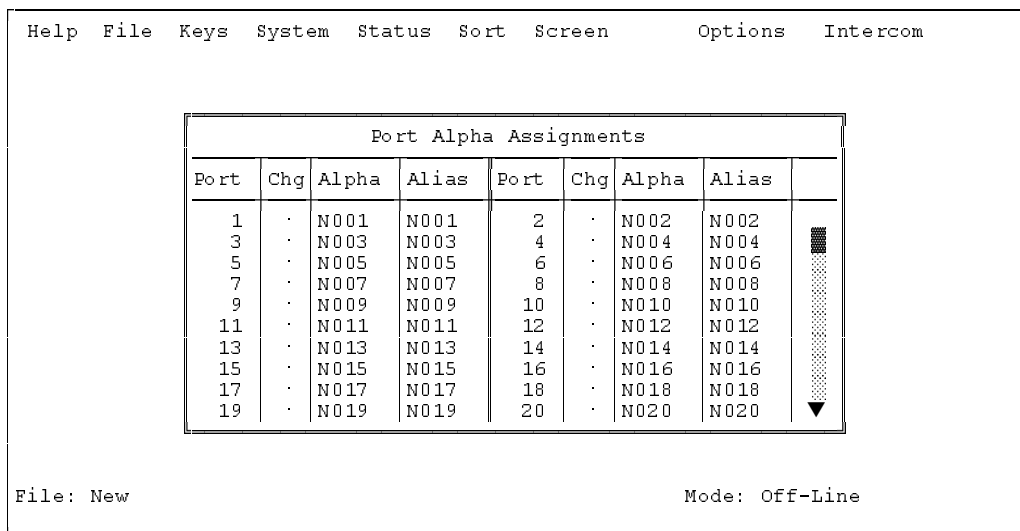 Help File Keys System Status Sort Screen Options Intercom
Port Alpha Assignments
Port Chg Alpha Alias Port Chg Alpha Alias
1 · N001 N001 2 · N002 N002
3 · N003 N003 4 · N004 N004
5 · N005 N005 6 · N006 N006
7 · N007 N007 8 · N008 N008
9 · N009 N009 10 · N010 N010
11 · N011 N011 12 · N012 N012
13 · N013 N013 14 · N014 N014
15 · N015 N015 16 · N016 N016
17 · N017 N017 18 · N018 N018
19 · N019 N019 20 · N020 N020
File: New Mode: Off-Line